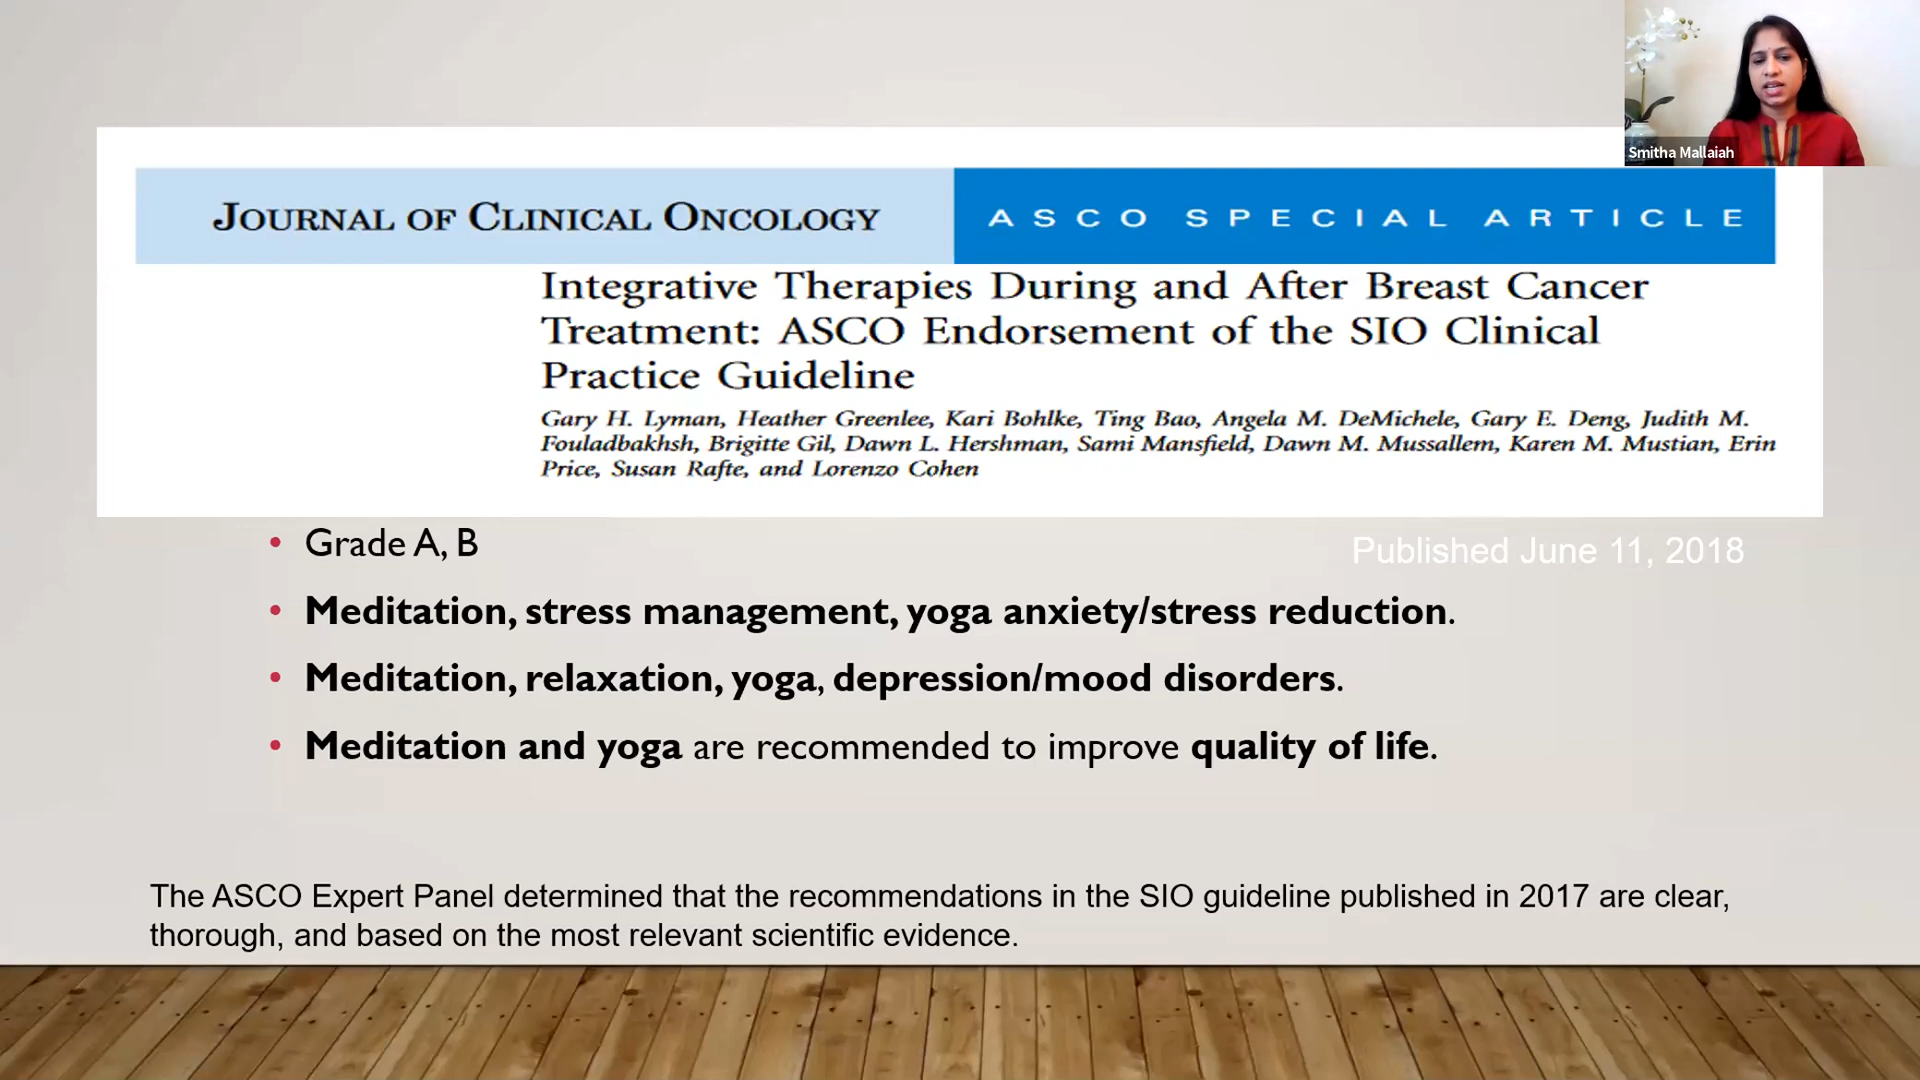 Smitha Mallaiah
JOURNAL OF CLINICAL ONCOLOGY
ASCO SPECIAL ARTICLE
Integrative Therapies During and After Breast Cancer
Treatment: ASCO Endorsement of the SIO Clinical
Practice Guideline
Gary H. Lyman, Heather Greenlee, Kari Bohlke, Ting Bao, Angela M. DeMichele, Gary E. Deng, Judith M.
Fouladbakhsh, Brigitte Gil, Dawn L. Hershman, Sami Mansfield, Dawn M. Mussallem, Karen M. Mustian, Erin
Price, Susan Rafte, and Lorenzo Cohen
• Grade A, B
Published June 11, 2018
• Meditation, stress management, yoga anxiety/stress reduction.
• Meditation, relaxation, yoga, depression/mood disorders.
• Meditation and yoga are recommended to improve quality of life.
The ASCO Expert Panel determined that the recommendations in the SIO guideline published in 2017 are clear,
thorough, and based on the most relevant scientific evidence.